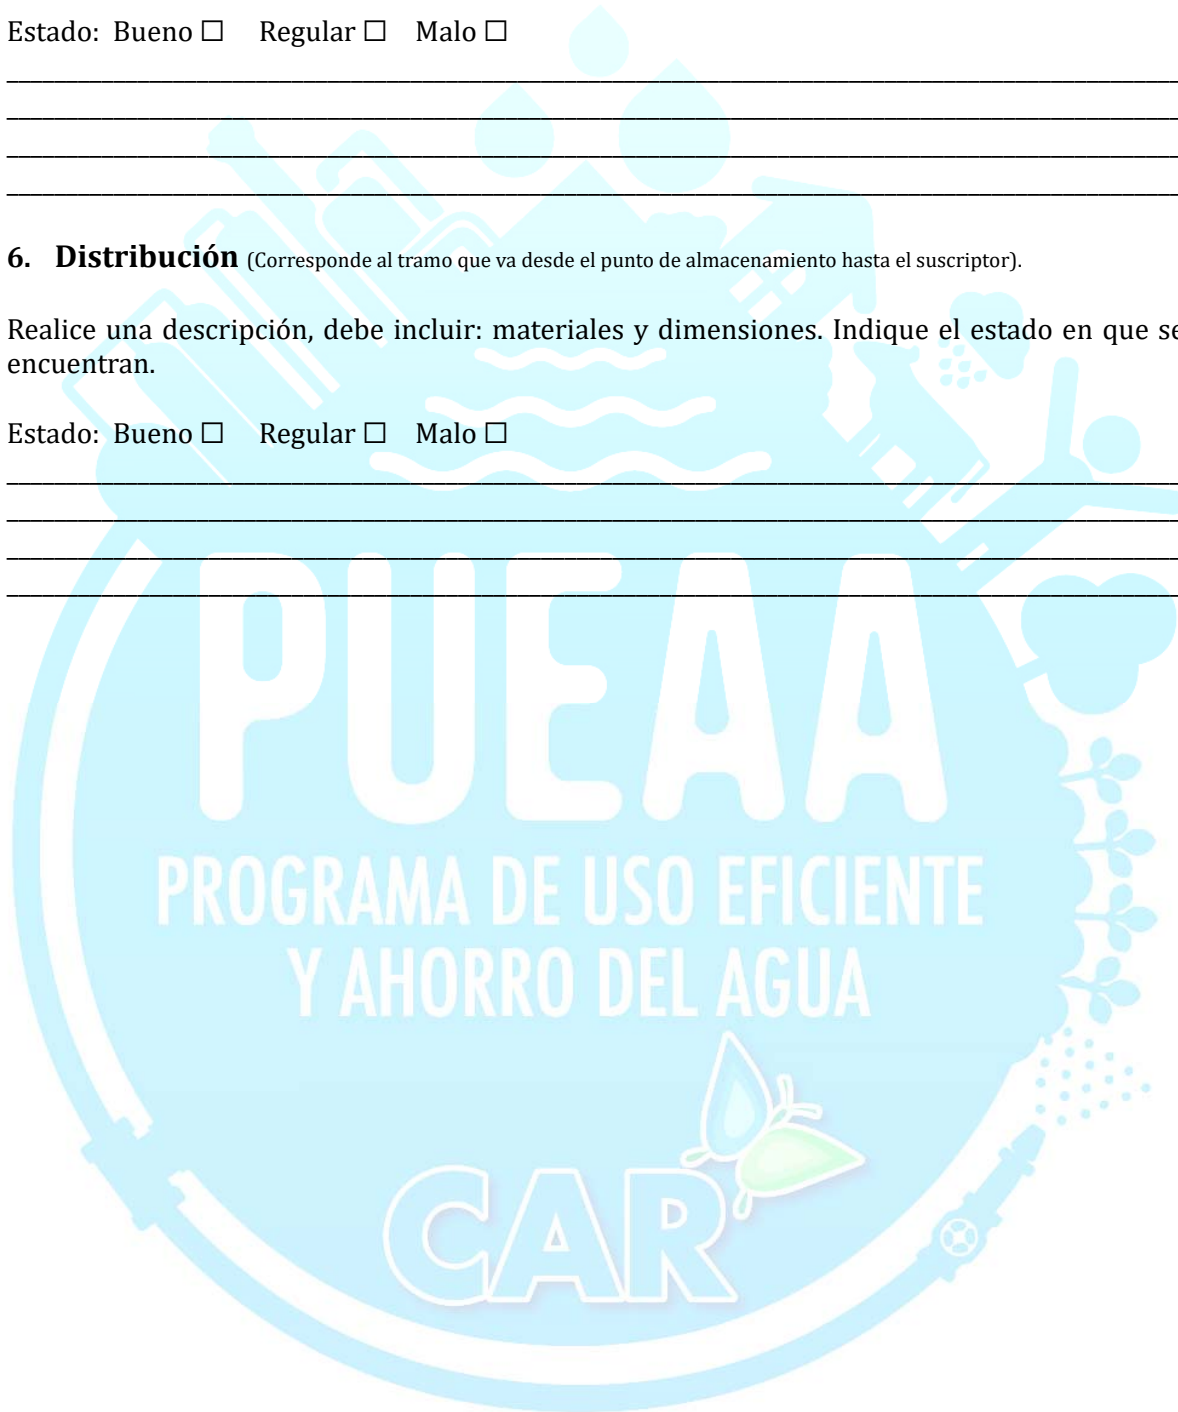 Estado: Bueno ☐ Regular ☐ Malo ☐
6. Distribución (Corresponde al tramo que va desde el punto de almacenamiento hasta el suscriptor).
Realice una descripción, debe incluir: materiales y dimensiones. Indique el estado en que se
encuentran.
Estado: Bueno ☐ Regular ☐ Malo ☐
PUEAA
PROGRAMA DE USO EFICIENTE
Y AHORRO DEL AGUA
CAR